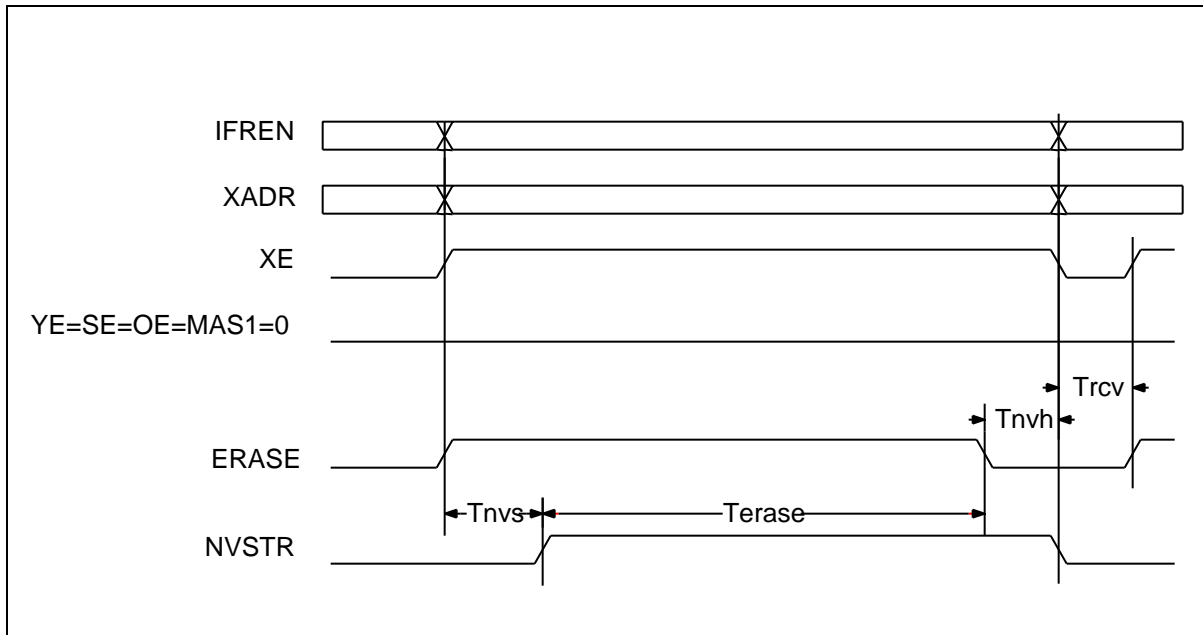 IFREN
XADR
XE
YE=SE=OE=MAS1=0
Trcv
Tnvh
ERASE
Tnvs
Terase
NVSTR